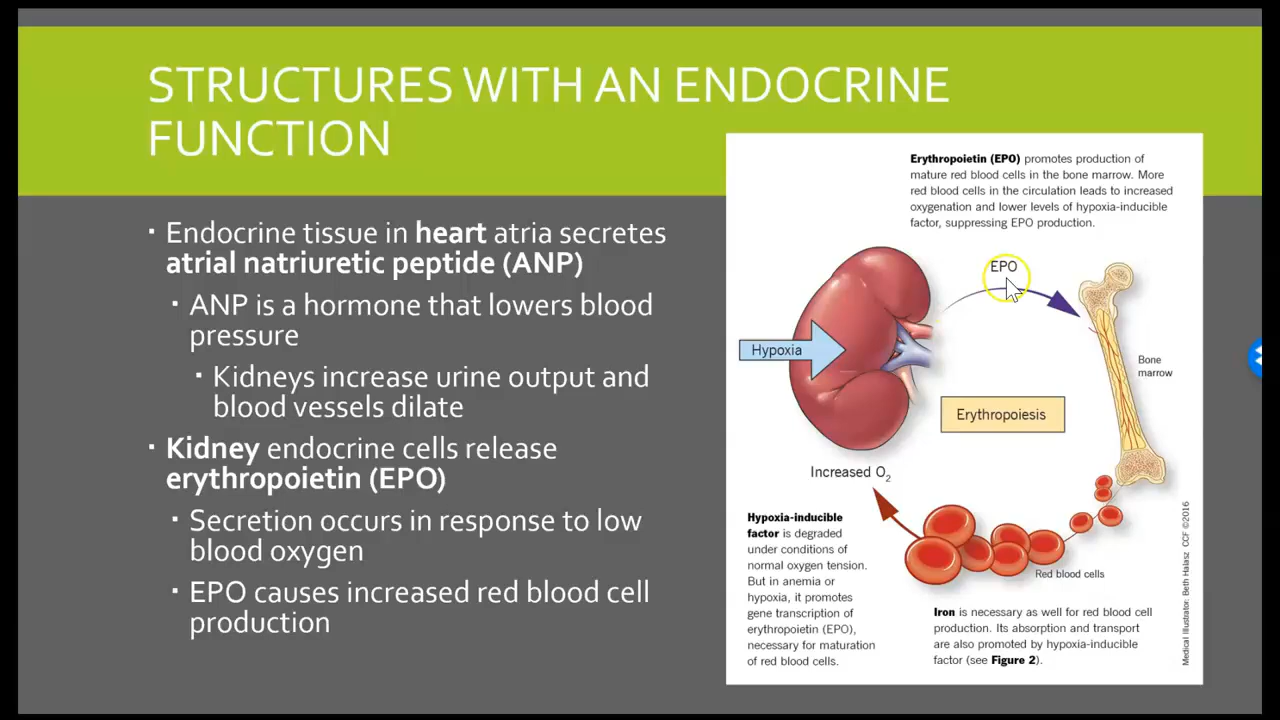 STRUCTURES WITH AN ENDOCRINE
FUNCTION
▪ Endocrine tissue in heart atria secretes
atrial natriuretic peptide (ANP)
▪ ANP is a hormone that lowers blood
pressure
▪ Kidneys increase urine output and
blood vessels dilate
▪ Kidney endocrine cells release
erythropoietin (EPO)
▪ Secretion occurs in response to low
blood oxygen
▪ EPO causes increased red blood cell
production
Erythropoietin (EPO) promotes production of
mature red blood cells in the bone marrow. More
red blood cells in the circulation leads to increased
oxygenation and lower levels of hypoxia-inducible
factor, suppressing EPO production.
EPO
Hypoxia
Bone
marrow
Erythropoiesis
Increased O₂
Hypoxia-inducible
factor is degraded
under conditions of
normal oxygen tension.
But in anemia or
hypoxia, it promotes
gene transcription of
erythropoietin (EPO),
necessary for maturation
of red blood cells.
Red blood cells
Iron is necessary as well for red blood cell
production. Its absorption and transport
are also promoted by hypoxia-inducible
factor (see Figure 2).
Medical Illustrator: Beth Halasz CCF ©2016